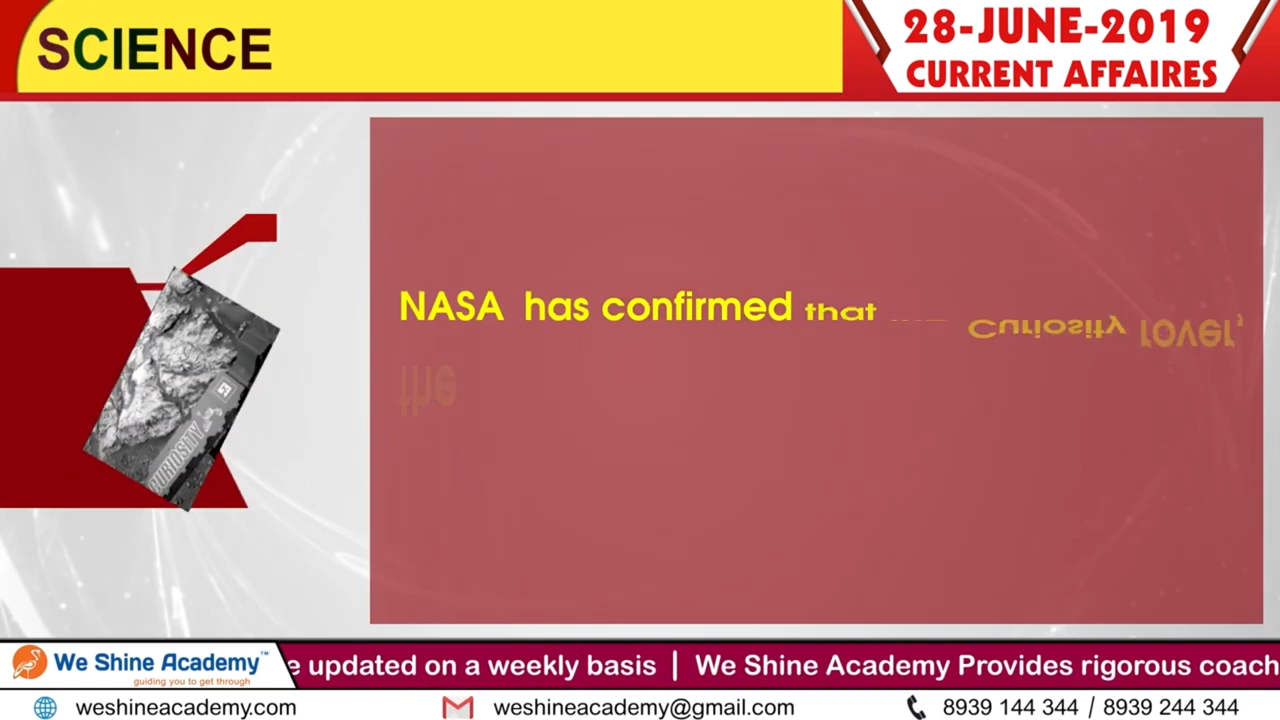 SCIENCE
28-JUNE-2019
CURRENT AFFAIRES
NASA has confirmed that Curiosity rover,
the
CURIOSITY
We Shine Academy™
guiding you to get through
e updated on a weekly basis | We Shine Academy Provides rigorous coach
weshineacademy.com
weshineacademy@gmail.com
8939 144 344 / 8939 244 344